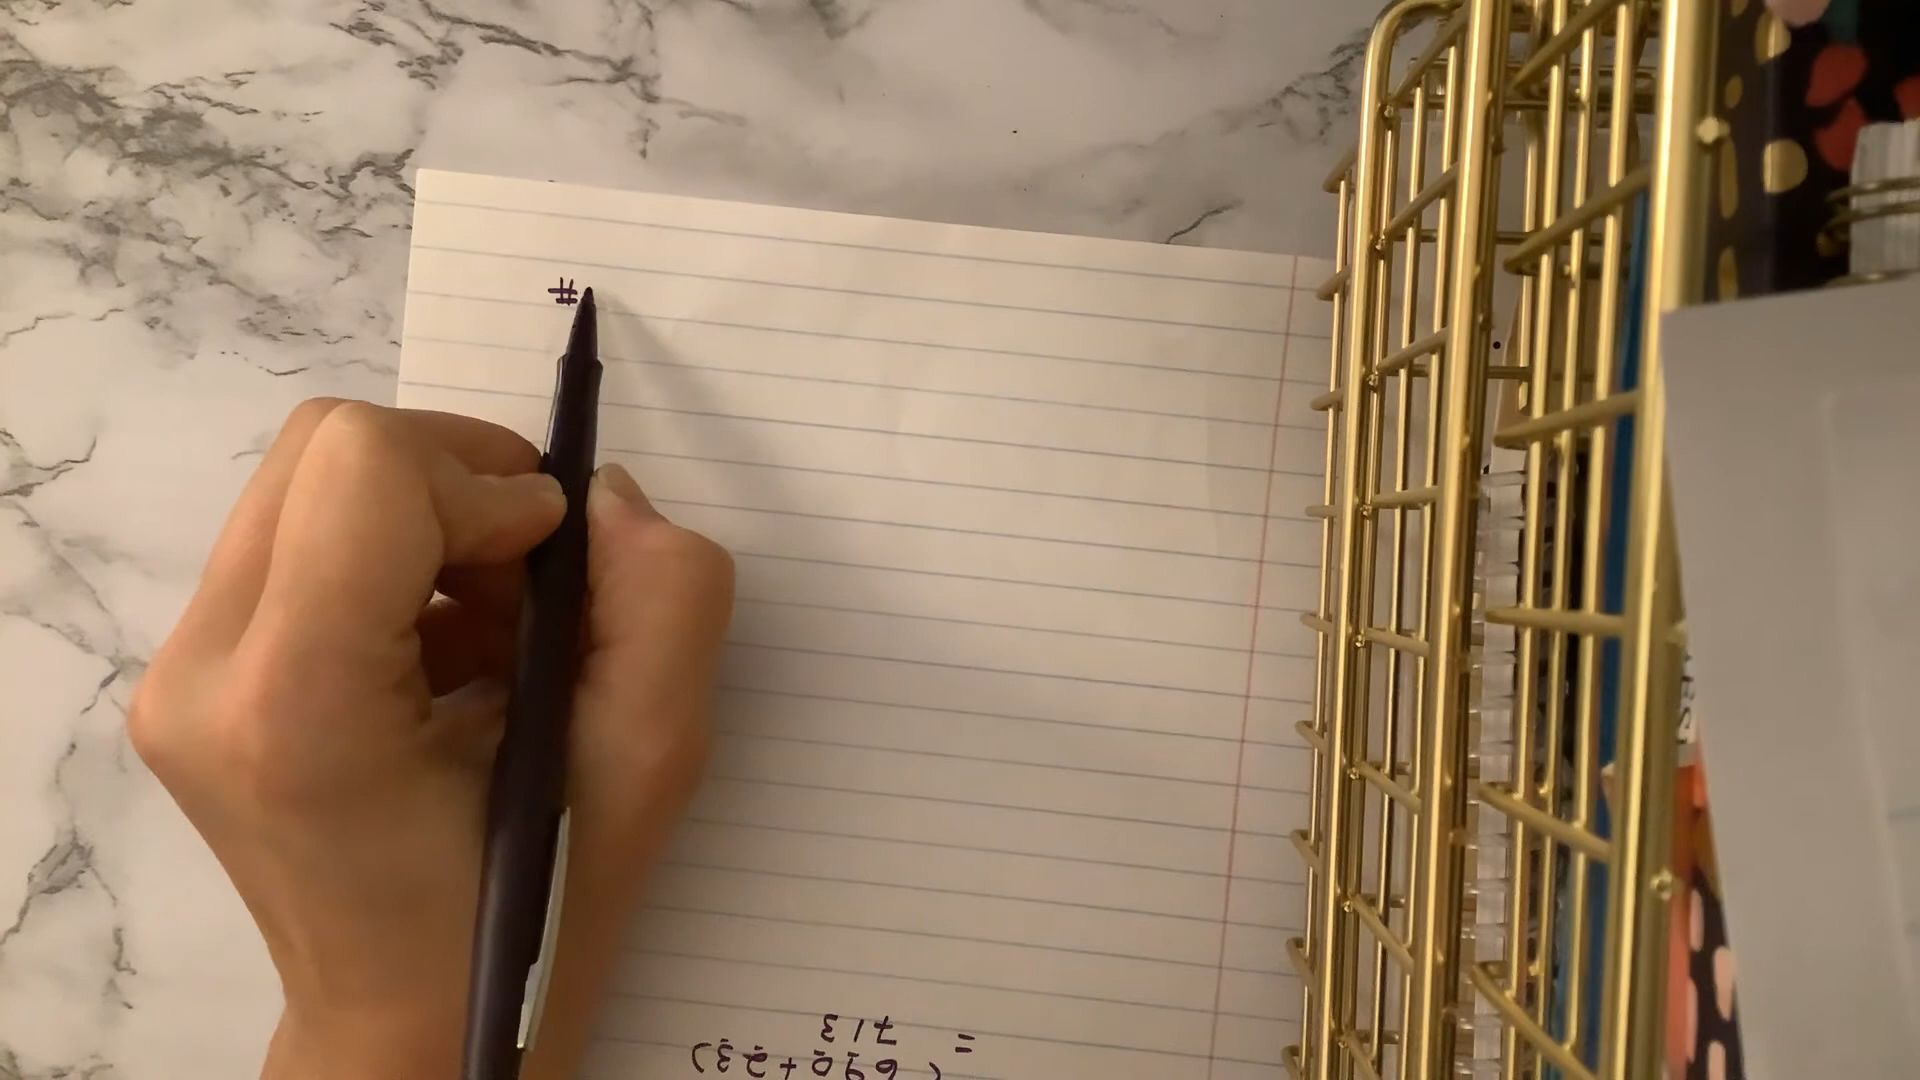 #
(690+23)
= 713